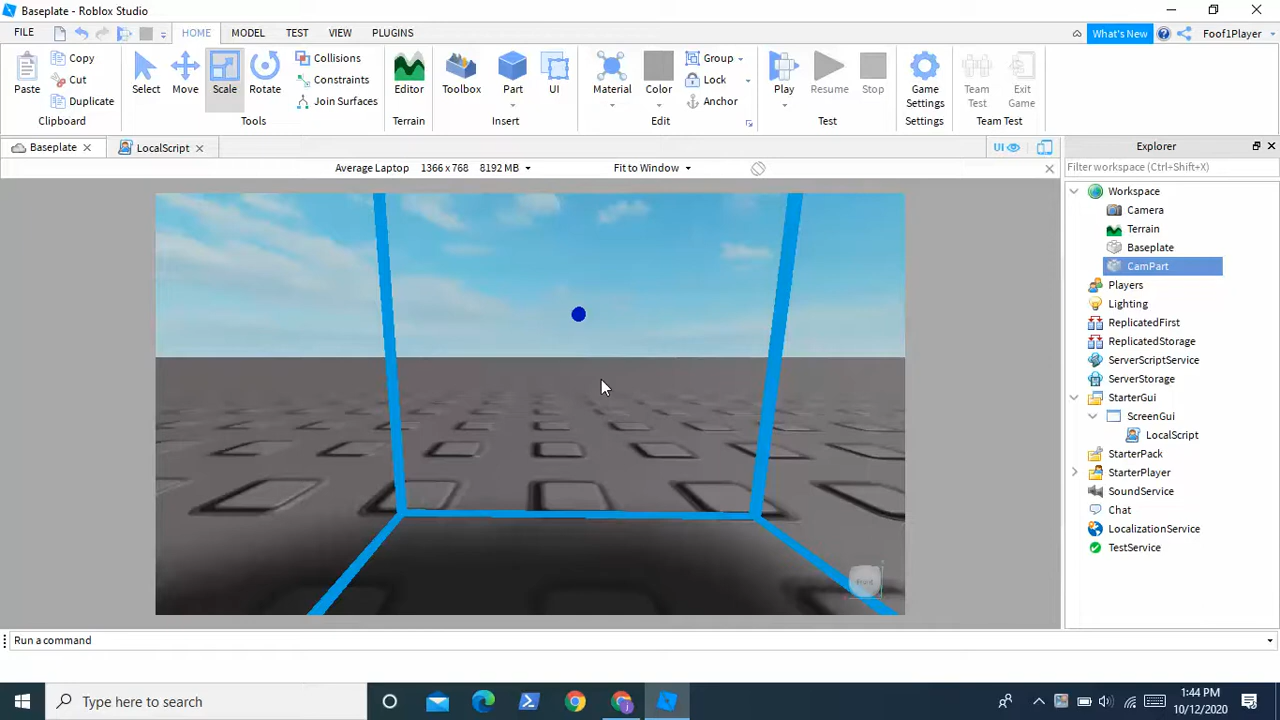 Baseplate - Roblox Studio
FILE HOME MODEL TEST VIEW PLUGINS What's New Foof1Player
Paste Copy Cut Duplicate Clipboard
Select Move Scale Rotate Collisions Constraints Join Surfaces Tools
Editor Terrain
Toolbox Part UI Insert
Material Color Group Lock Anchor Edit
Play Resume Stop Test
Game Settings Settings
Team Test Exit Game Team Test
Baseplate LocalScript UI
Average Laptop 1366 x 768 8192 MB Fit to Window
Explorer
Filter workspace (Ctrl+Shift+X)
Workspace
Camera
Terrain
Baseplate
CamPart
Players
Lighting
ReplicatedFirst
ReplicatedStorage
ServerScriptService
ServerStorage
StarterGui
ScreenGui
LocalScript
StarterPack
StarterPlayer
SoundService
Chat
LocalizationService
TestService
Run a command
Type here to search
1:44 PM
10/12/2020